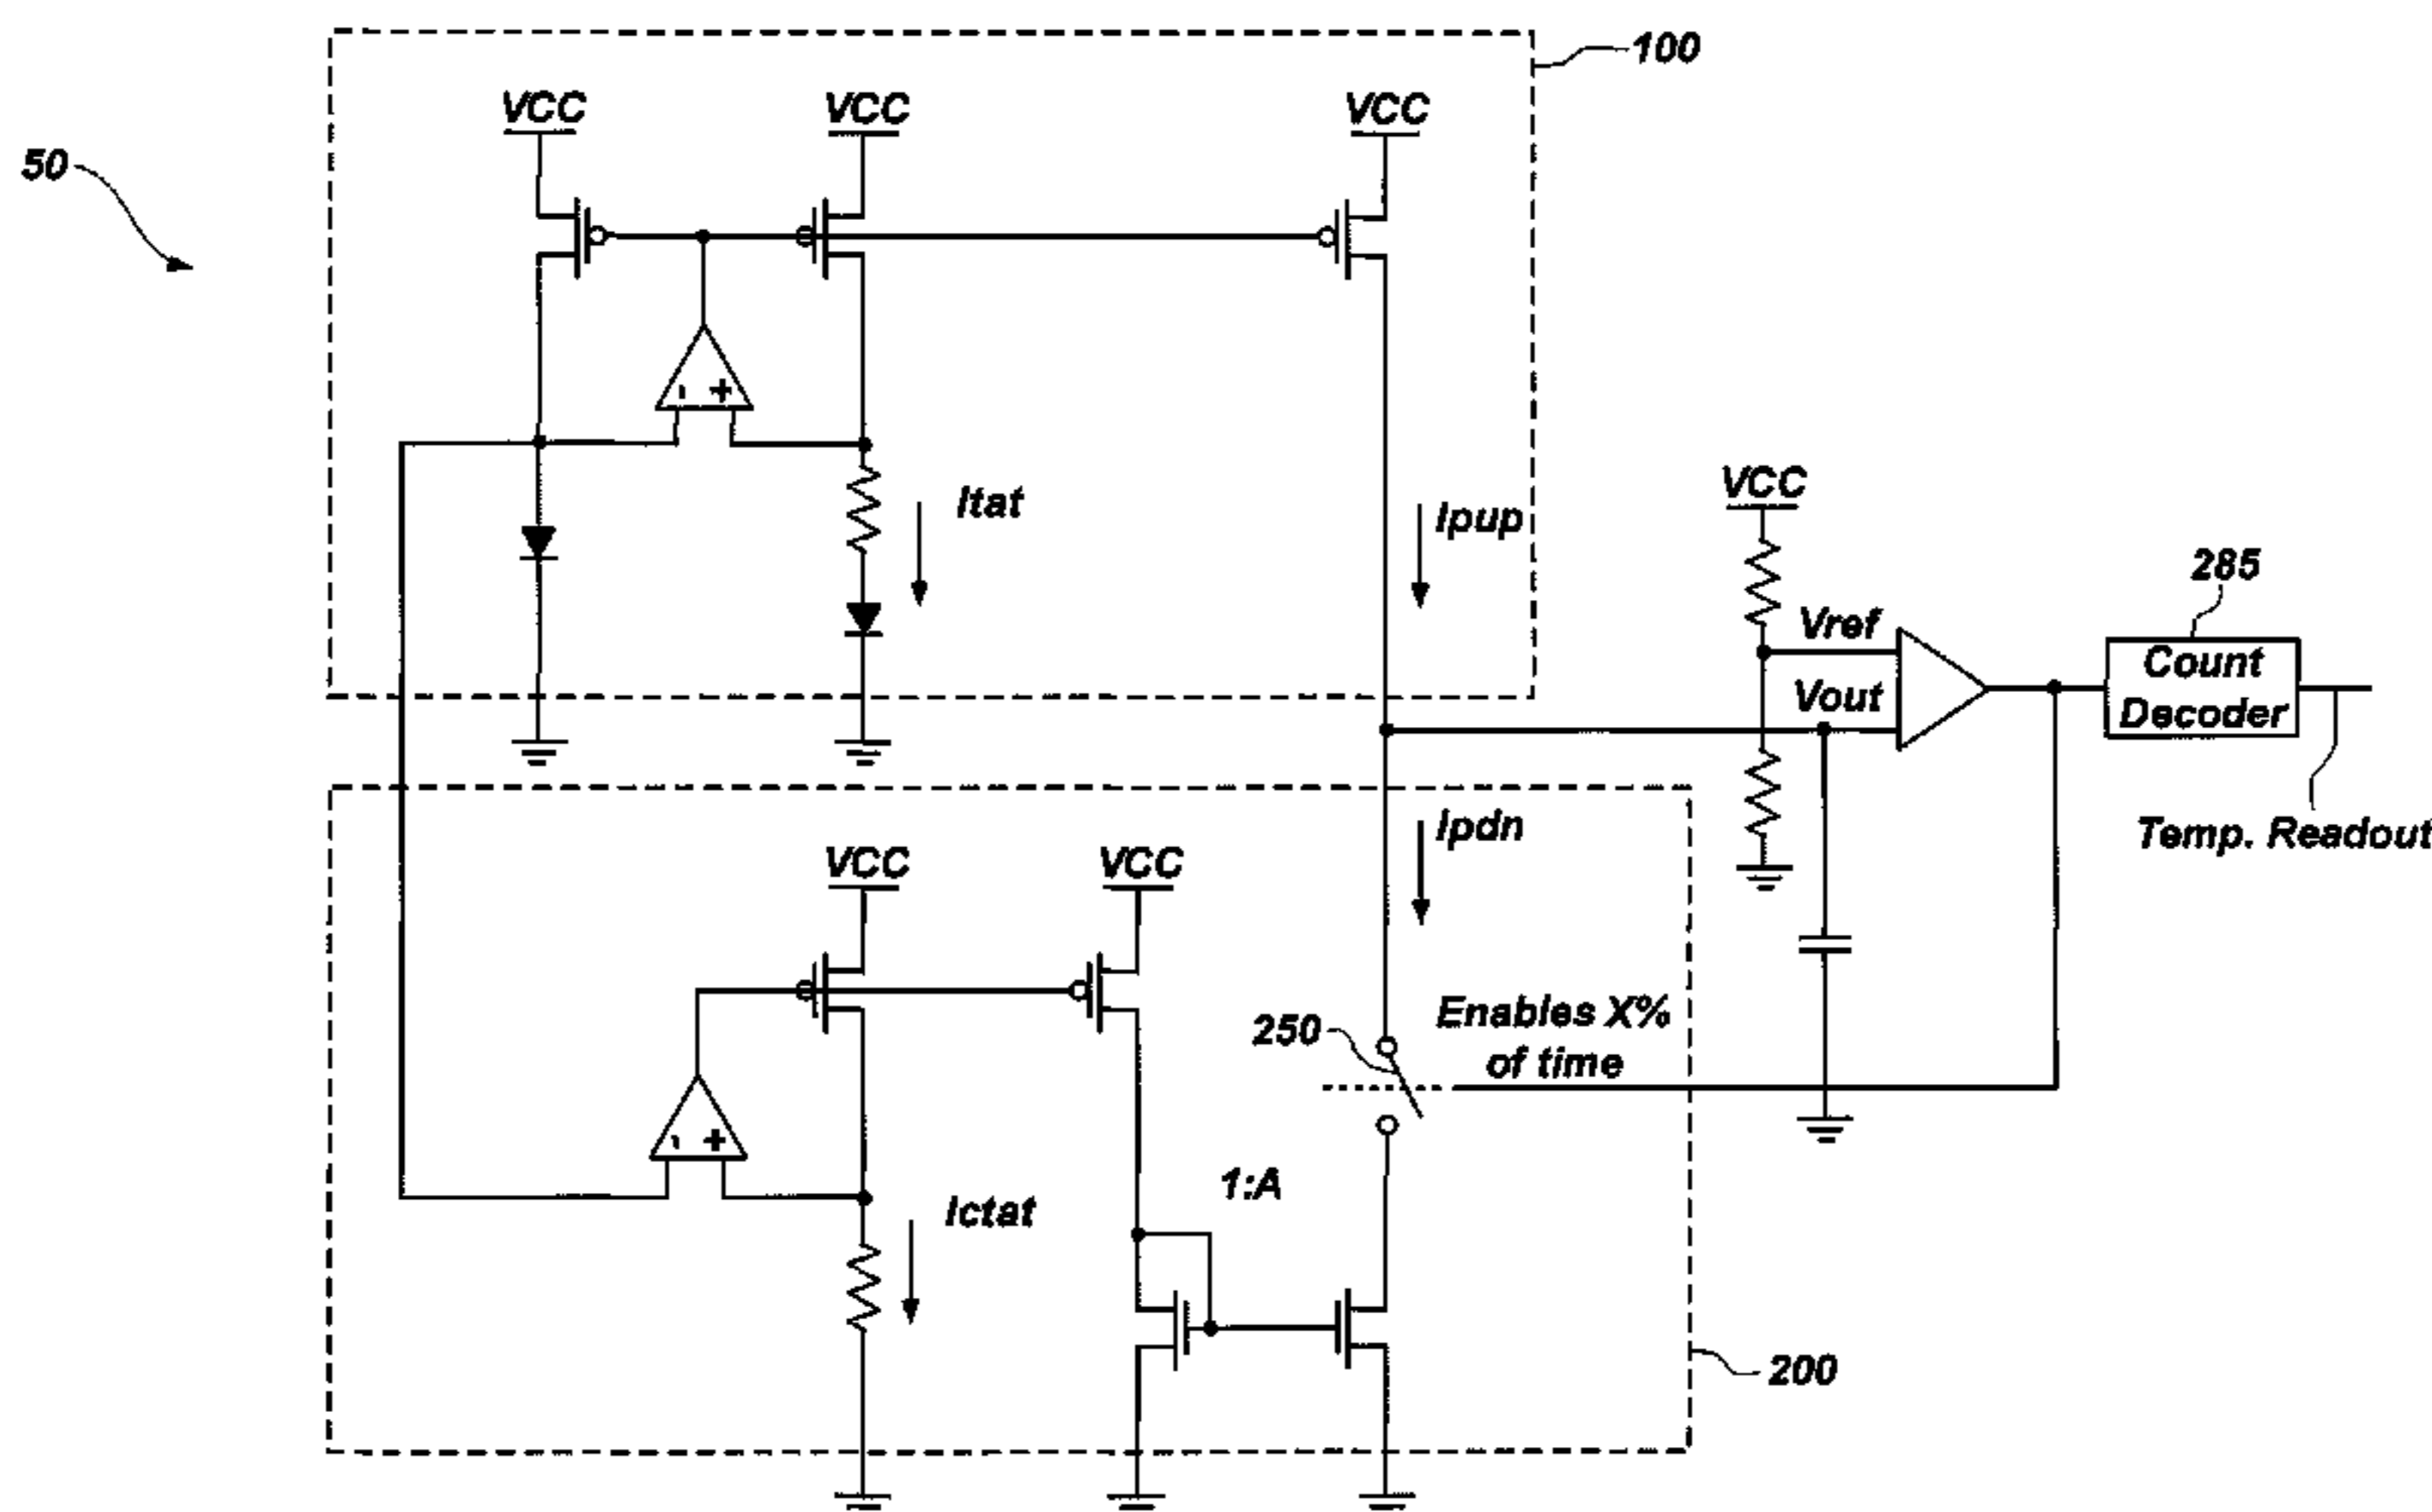 100
VCC VCC VCC
50
- +
Itat
Ipup
VCC
285
Vref
Count
Decoder
Vout
Ipdn
Temp. Readout
VCC VCC
Enables X%
of time
250
- +
1:A
Ictat
200